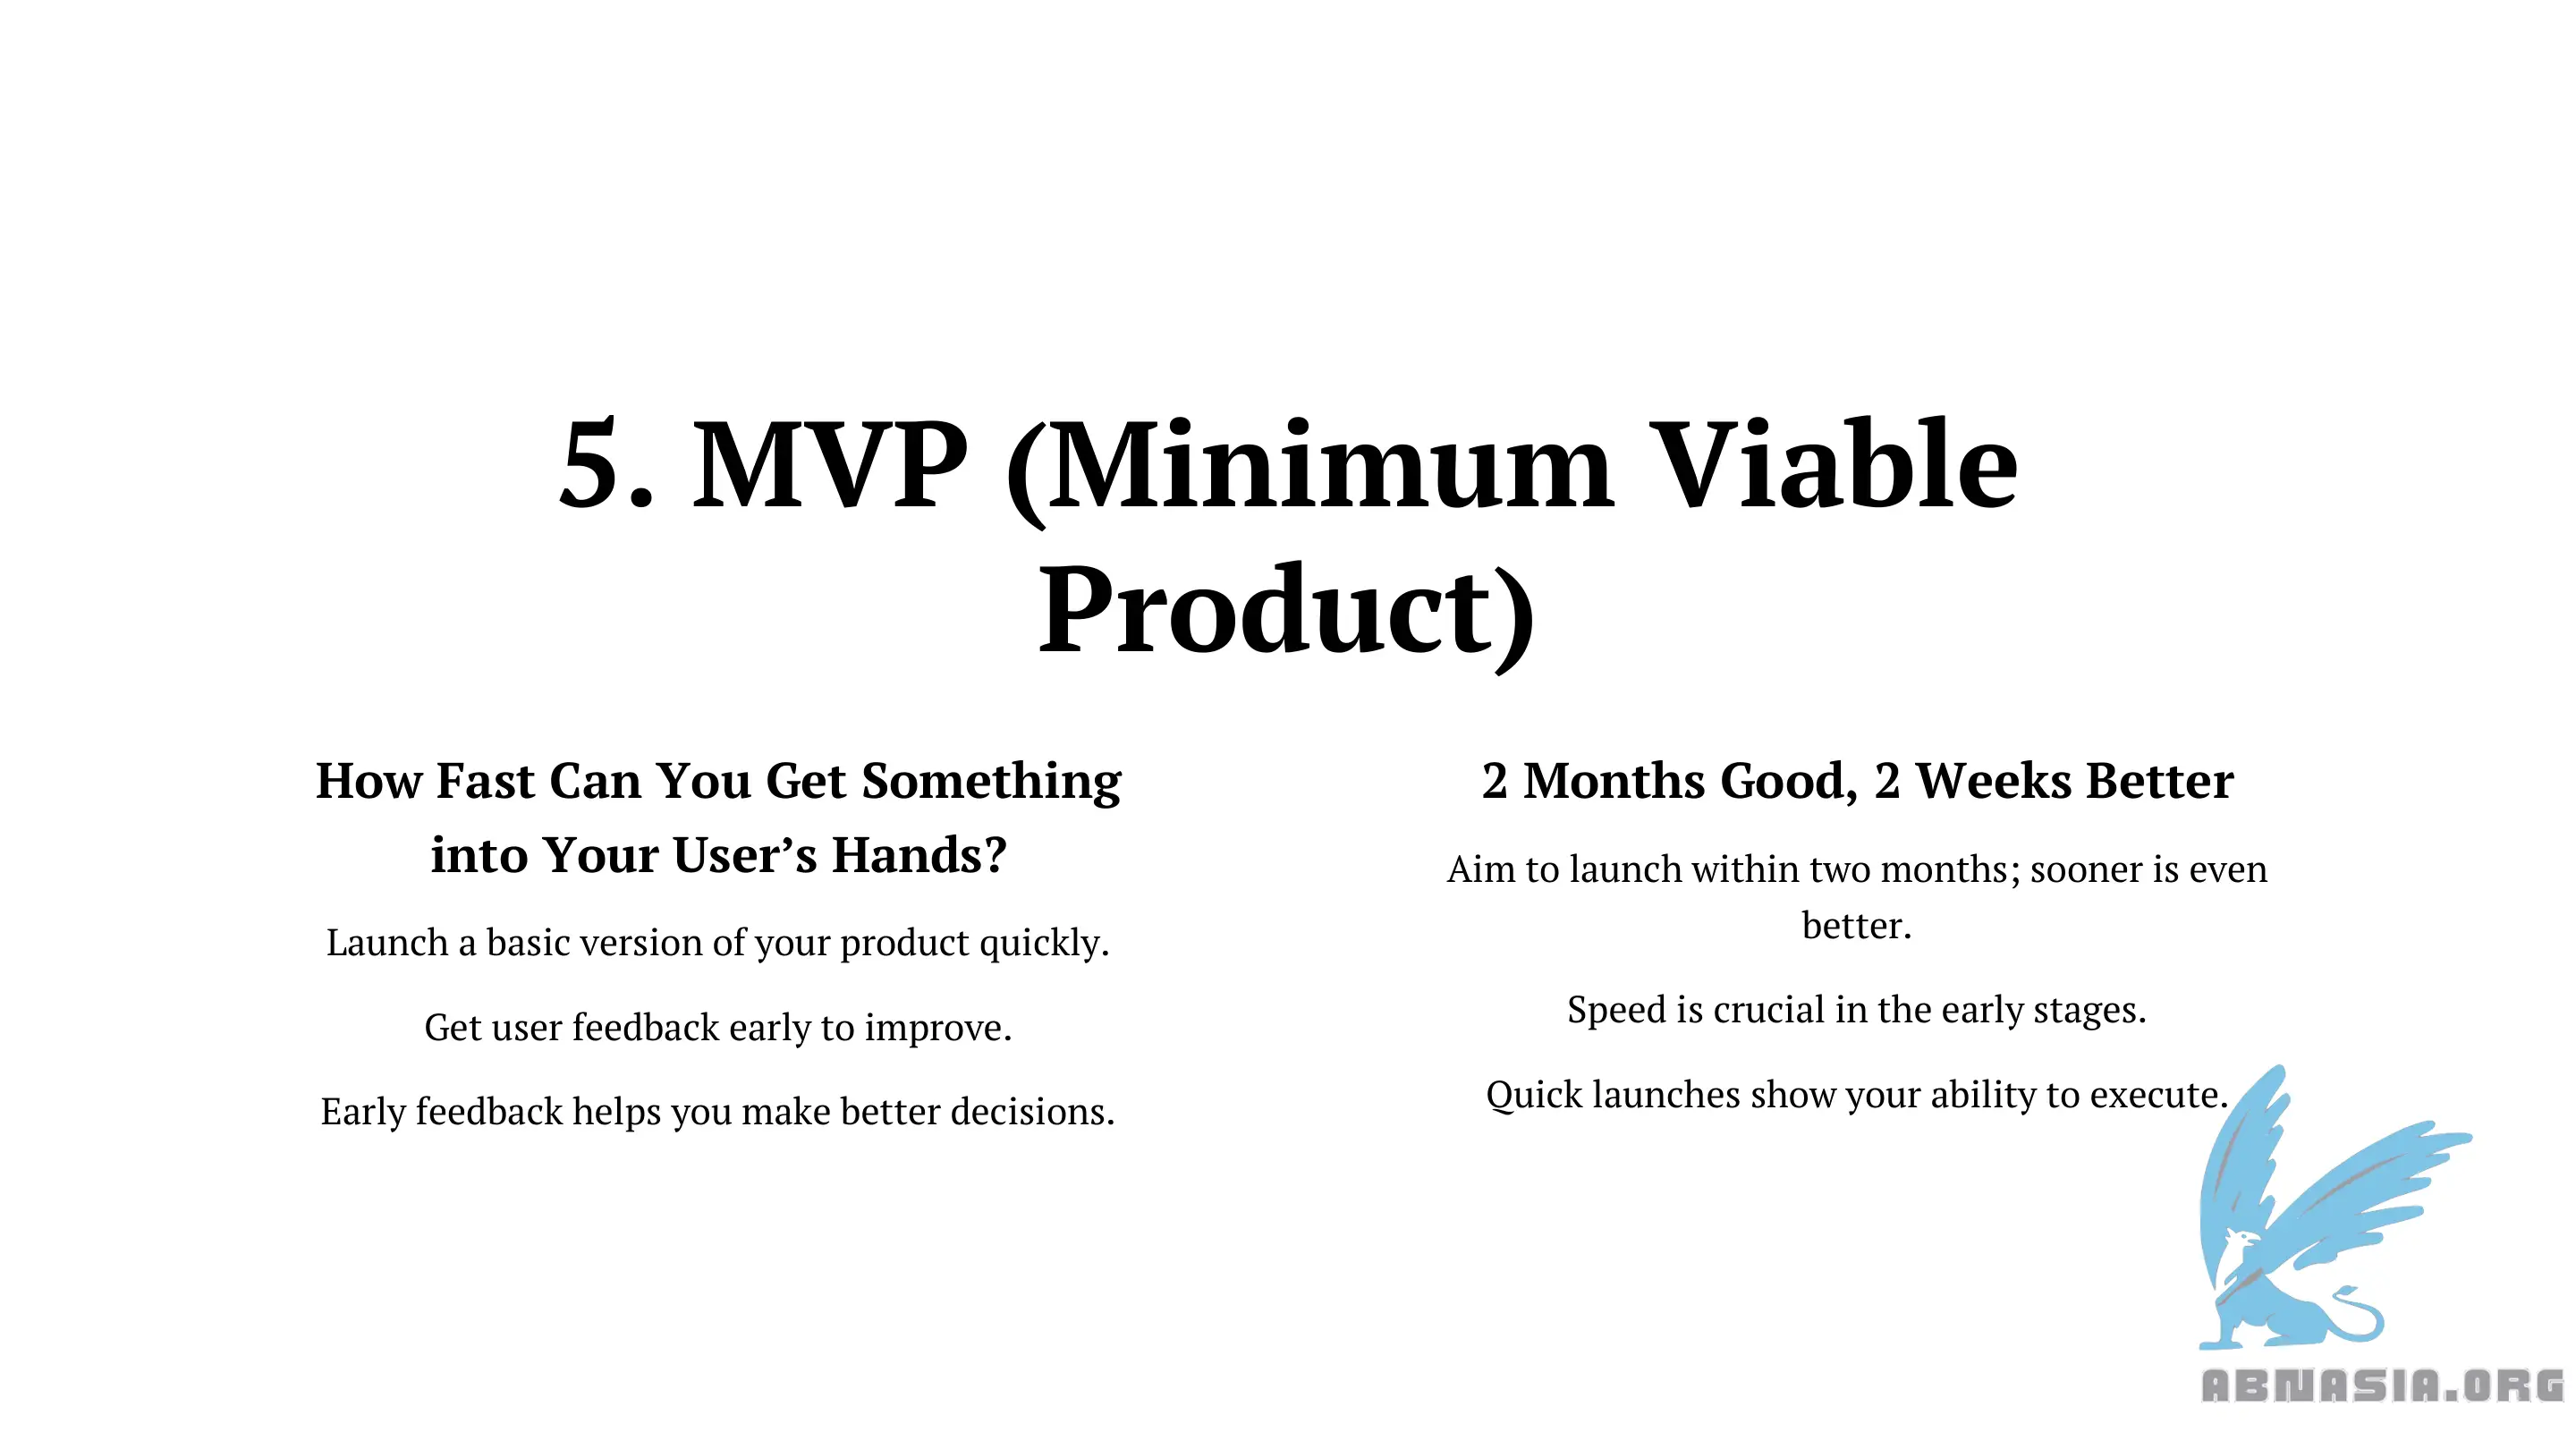 5. MVP (Minimum Viable
Product)
How Fast Can You Get Something
into Your User’s Hands?
Launch a basic version of your product quickly.
Get user feedback early to improve.
Early feedback helps you make better decisions.
2 Months Good, 2 Weeks Better
Aim to launch within two months; sooner is even
better.
Speed is crucial in the early stages.
Quick launches show your ability to execute.
ABNASIA.ORG